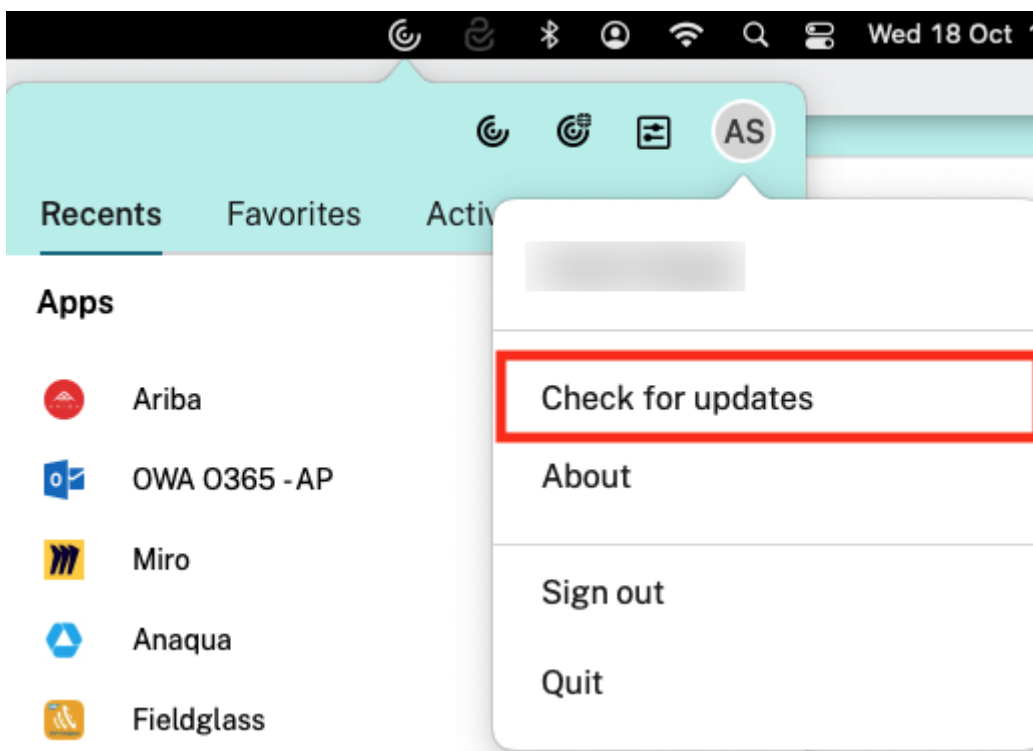 Wed 18 Oct
AS
Recents Favorites Activ
Apps
Check for updates
Ariba
About
OWA O365 - AP
Miro
Sign out
Anaqua
Quit
Fieldglass